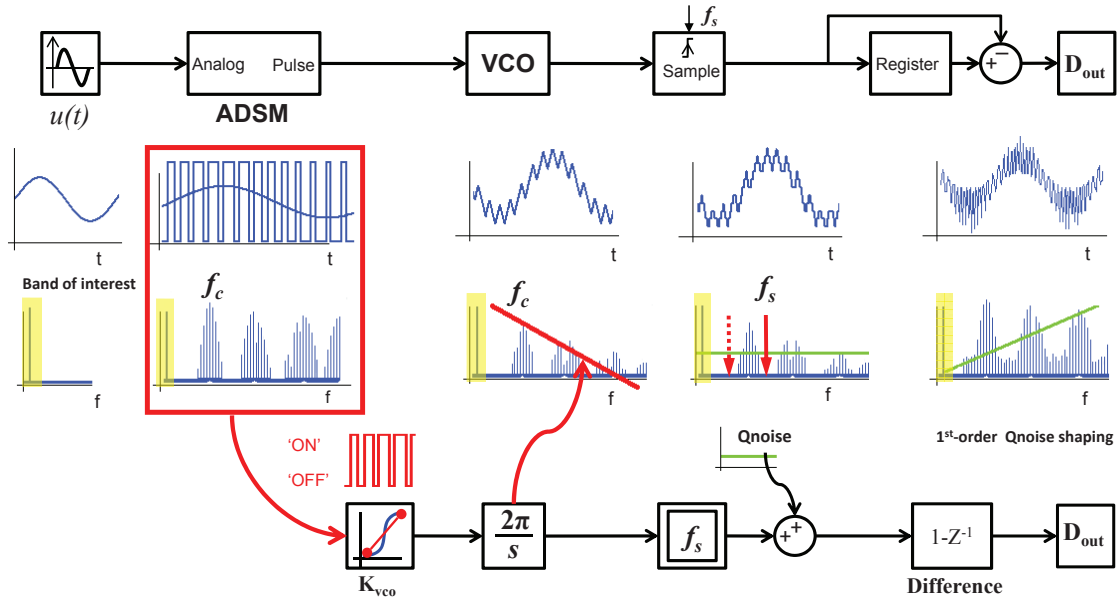 f_s
Analog Pulse
VCO
Sample
Register
+ −
D_out
u(t)
ADSM
t
t
t
t
t
Band of interest
f_c
f_c
f_s
f
f
f
f
f
'ON'
'OFF'
Qnoise
1st-order Qnoise shaping
K_vco
2π
s
f_s
+ +
1-Z^-1
D_out
Difference